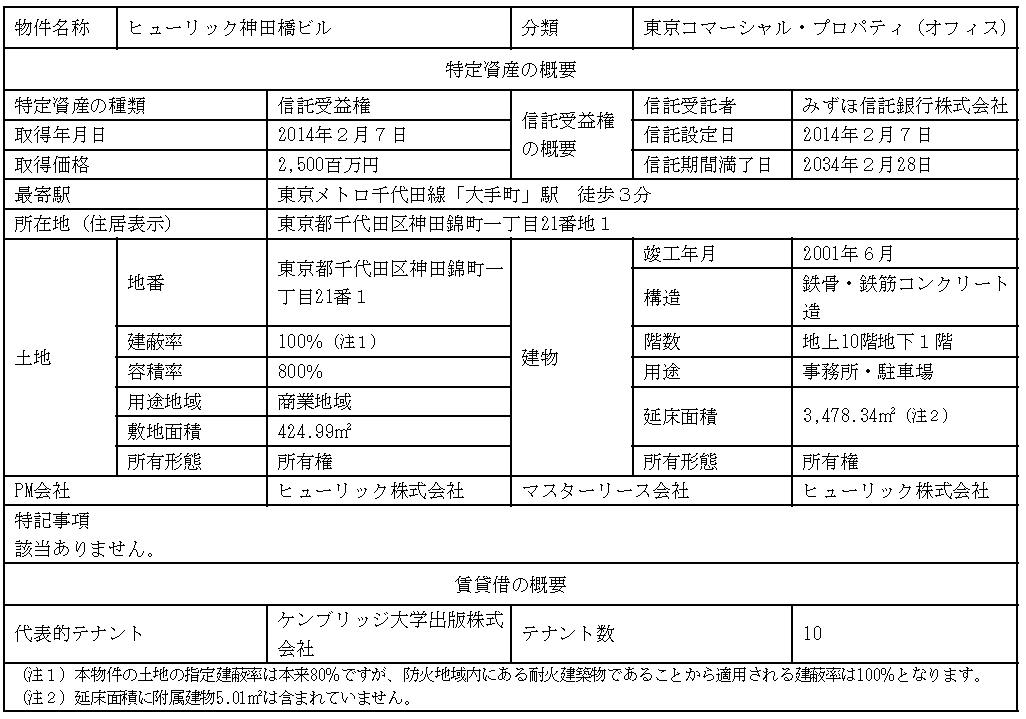 物件名称 ヒューリック神田橋ビル 分類 東京コマーシャル・プロパティ（オフィス）
特定資産の概要
特定資産の種類 信託受益権 信託受益権の概要 信託受託者 みずほ信託銀行株式会社
取得年月日 2014年２月７日 信託設定日 2014年２月７日
取得価格 2,500百万円 信託期間満了日 2034年２月28日
最寄駅 東京メトロ千代田線「大手町」駅　徒歩３分
所在地（住居表示） 東京都千代田区神田錦町一丁目21番地１
土地 地番 東京都千代田区神田錦町一
丁目21番１
建蔽率 100%（注１）
容積率 800%
用途地域 商業地域
敷地面積 424.99㎡
所有形態 所有権
建物 竣工年月 2001年６月
構造 鉄骨・鉄筋コンクリート
造
階数 地上10階地下１階
用途 事務所・駐車場
延床面積 3,478.34㎡（注２）
所有形態 所有権
PM会社 ヒューリック株式会社 マスターリース会社 ヒューリック株式会社
特記事項
該当ありません。
賃貸借の概要
代表的テナント ケンブリッジ大学出版株式
会社 テナント数 10
（注１）本物件の土地の指定建蔽率は本来80％ですが、防火地域内にある耐火建築物であることから適用される建蔽率は100％となります。
（注２）延床面積に附属建物5.01㎡は含まれていません。